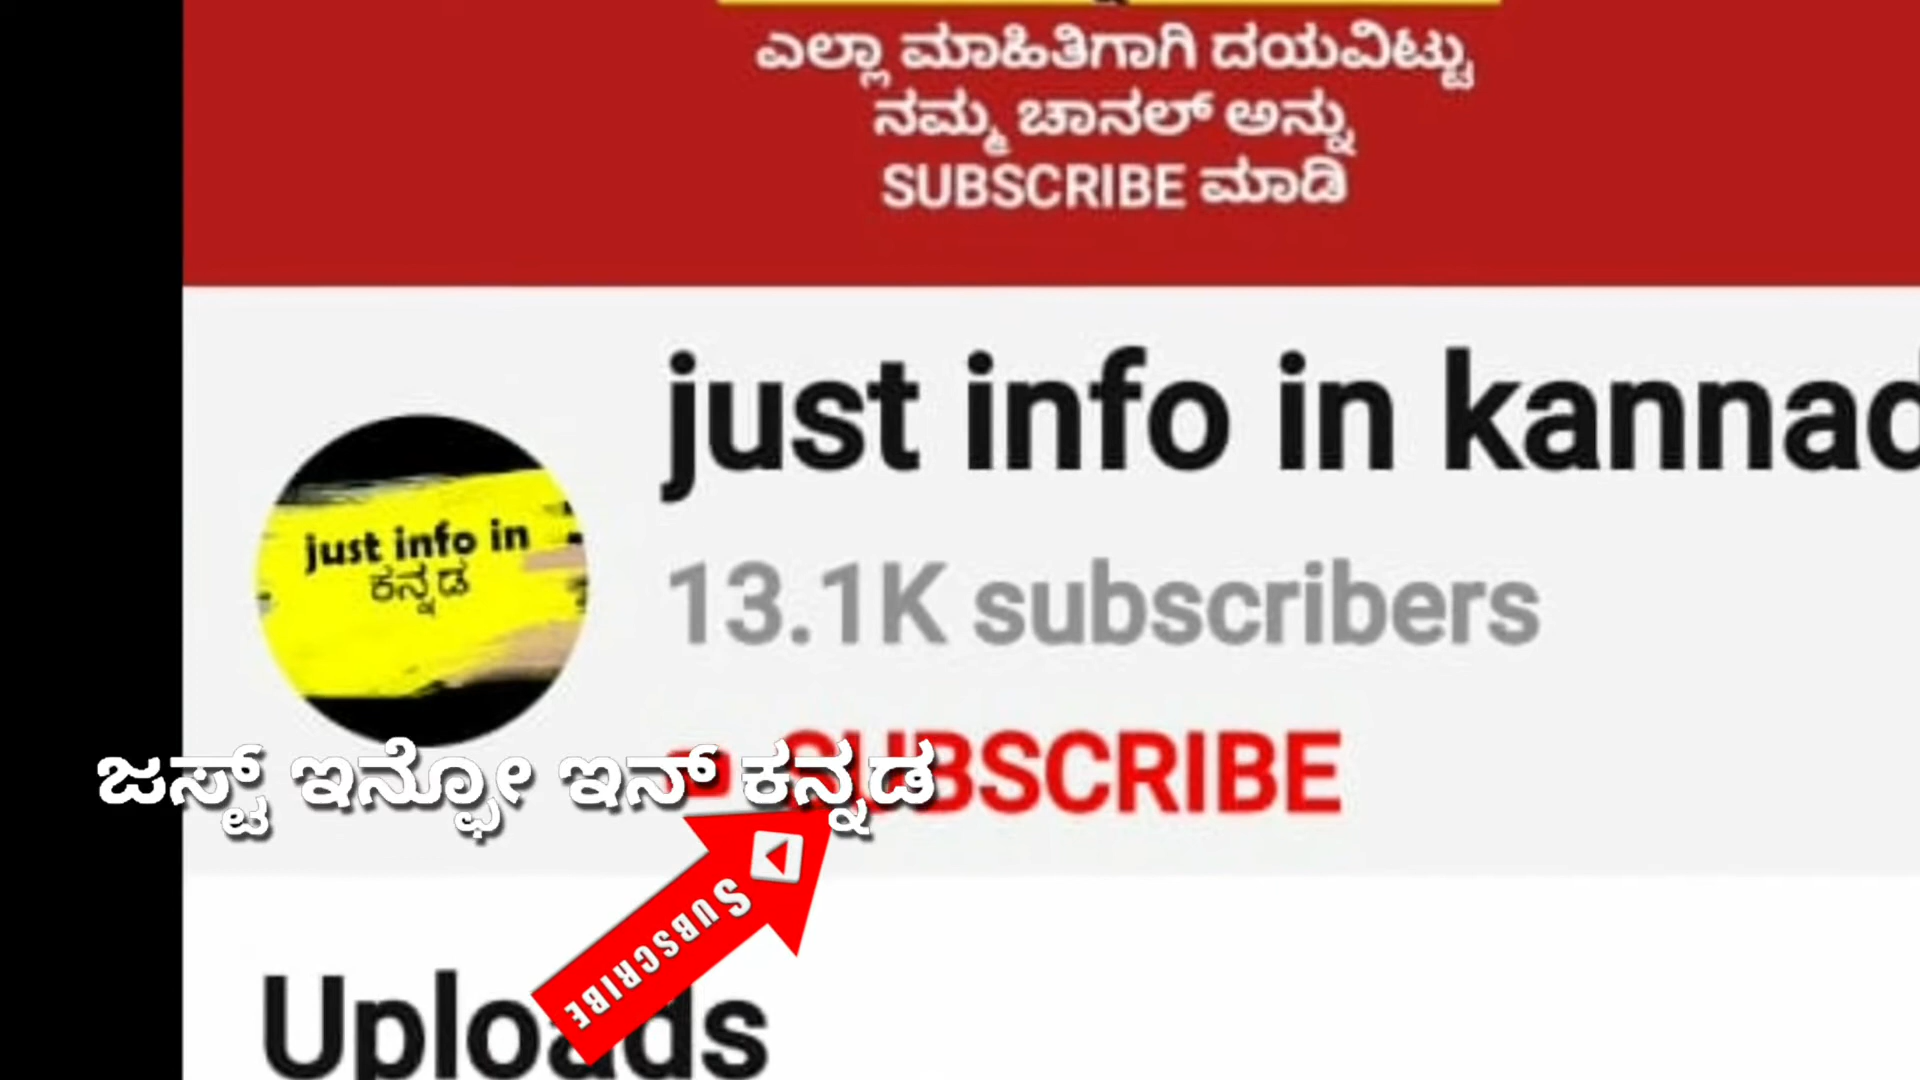 ಎಲ್ಲಾ ಮಾಹಿತಿಗಾಗಿ ದಯವಿಟ್ಟು
ನಮ್ಮ ಚಾನಲ್ ಅನ್ನು
SUBSCRIBE ಮಾಡಿ
just info in kannad
just info in
ಕನ್ನಡ
13.1K subscribers
SUBSCRIBE
ಜಸ್ಟ್ ಇನ್ಫೋ ಇನ್ ಕನ್ನಡ
SUBSCRIBE
Uploads